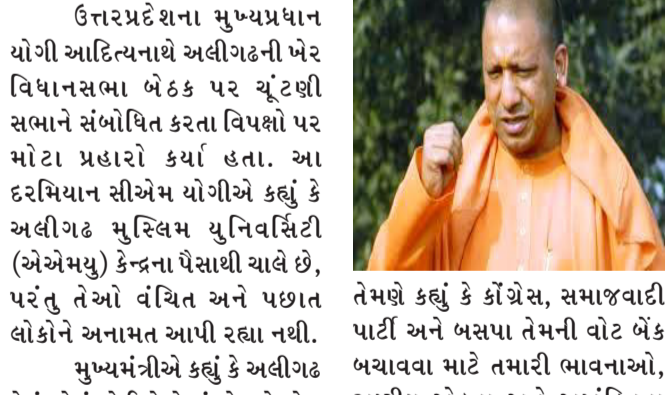 ઉત્તરપ્રદેશના મુખ્યપ્રધાન
યોગી આદિત્યનાથે અલીગઢની ખેર
વિધાનસભા બેઠક પર ચૂંટણી
સભાને સંબોધિત કરતા વિપક્ષો પર
મોટા પ્રહારો કર્યા હતા. આ
દરમિયાન સીએમ યોગીએ કહ્યું કે
અલીગઢ મુસ્લિમ યુનિવર્સિટી
(એએમયુ) કેન્દ્રના પૈસાથી ચાલે છે,
પરંતુ તેઓ વંચિત અને પછાત
લોકોને અનામત આપી રહ્યા નથી.
મુખ્યમંત્રીએ કહ્યું કે અલીગઢ
તેમણે કહ્યું કે કોંગ્રેસ, સમાજવાદી
પાર્ટી અને બસપા તેમની વોટ બેંક
બચાવવા માટે તમારી ભાવનાઓ,